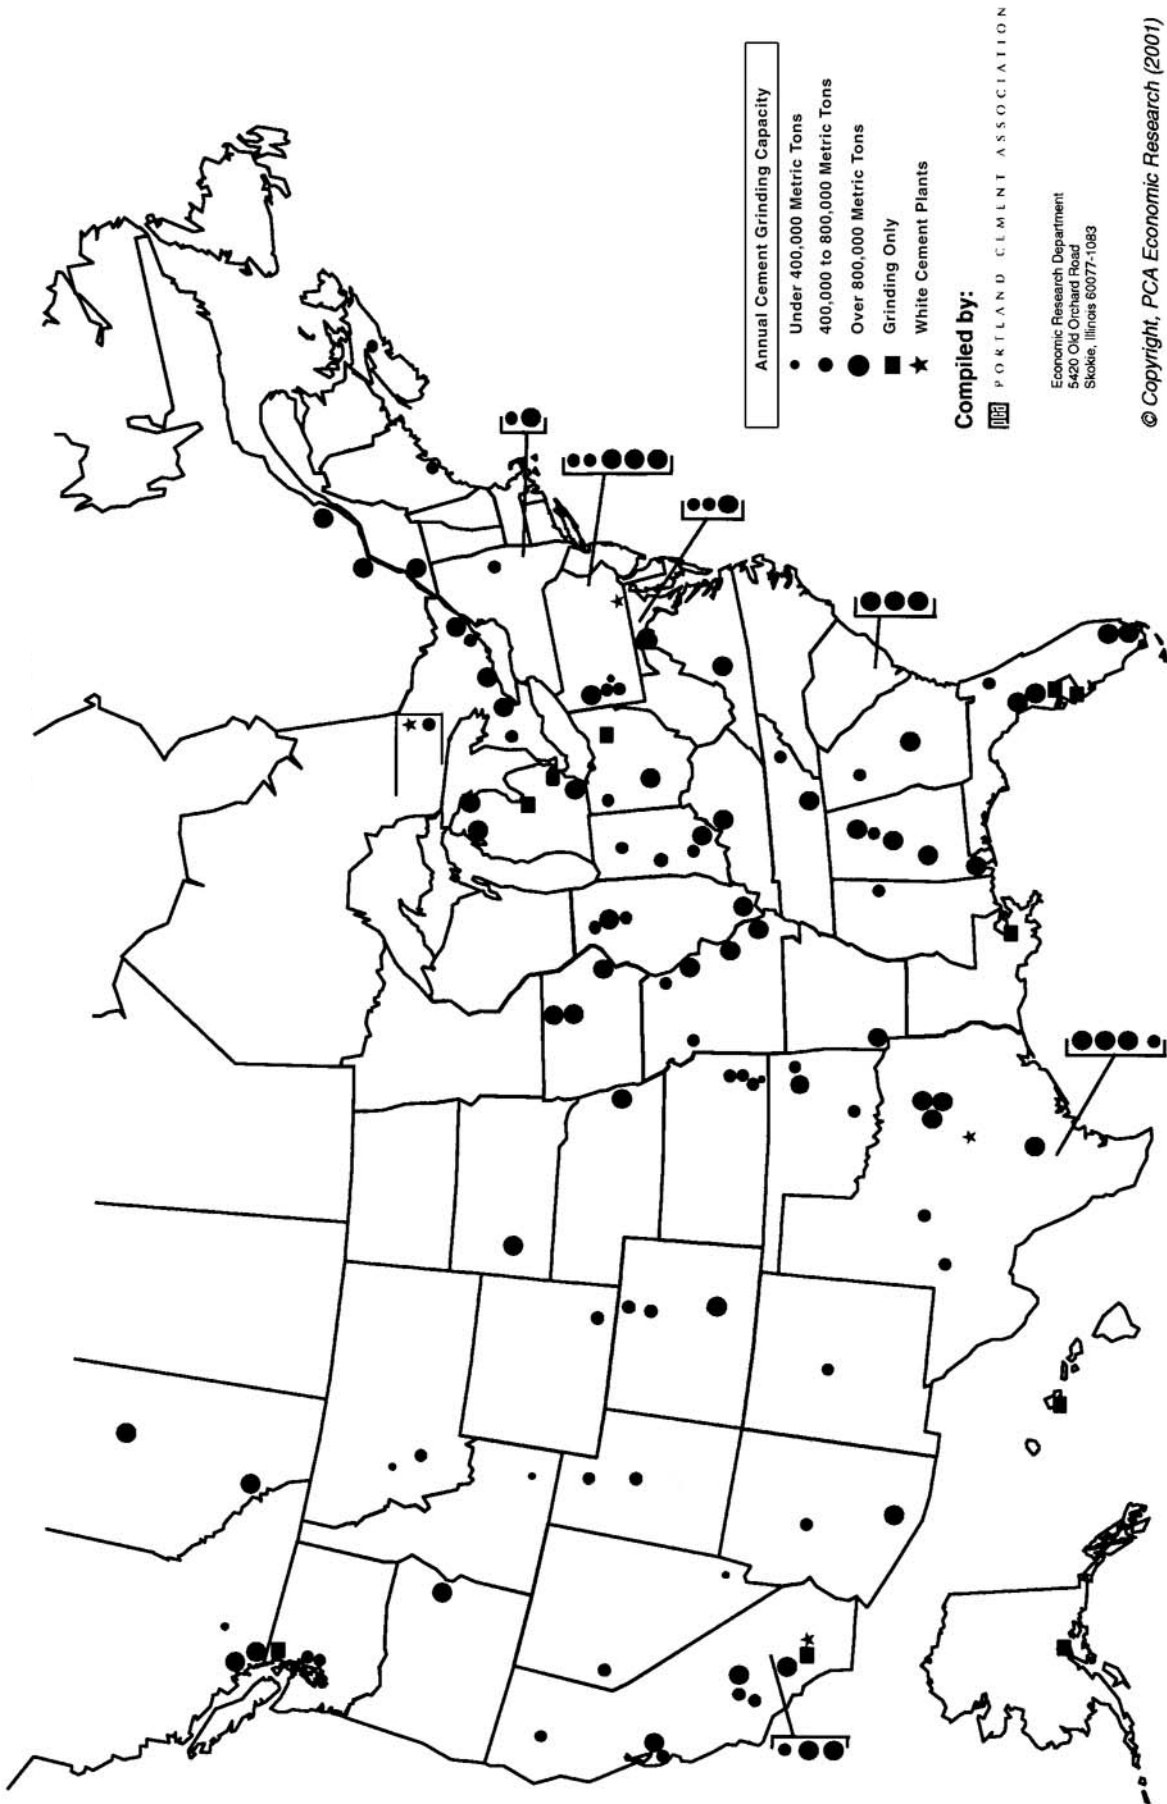 Annual Cement Grinding Capacity
Under 400,000 Metric Tons
400,000 to 800,000 Metric Tons
Over 800,000 Metric Tons
Grinding Only
White Cement Plants
Compiled by:
pca PORTLAND CEMENT ASSOCIATION
Economic Research Department
5420 Old Orchard Road
Skokie, Illinois 60077-1083
© Copyright, PCA Economic Research (2001)